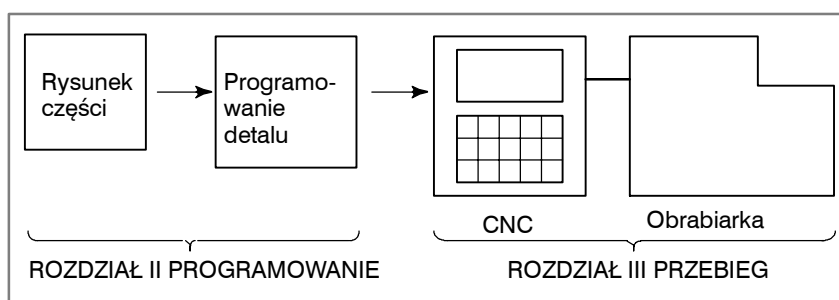 Rysunek
części
Programo-
wanie
detalu
CNC
Obrabiarka
ROZDZIAŁ II PROGRAMOWANIE
ROZDZIAŁ III PRZEBIEG